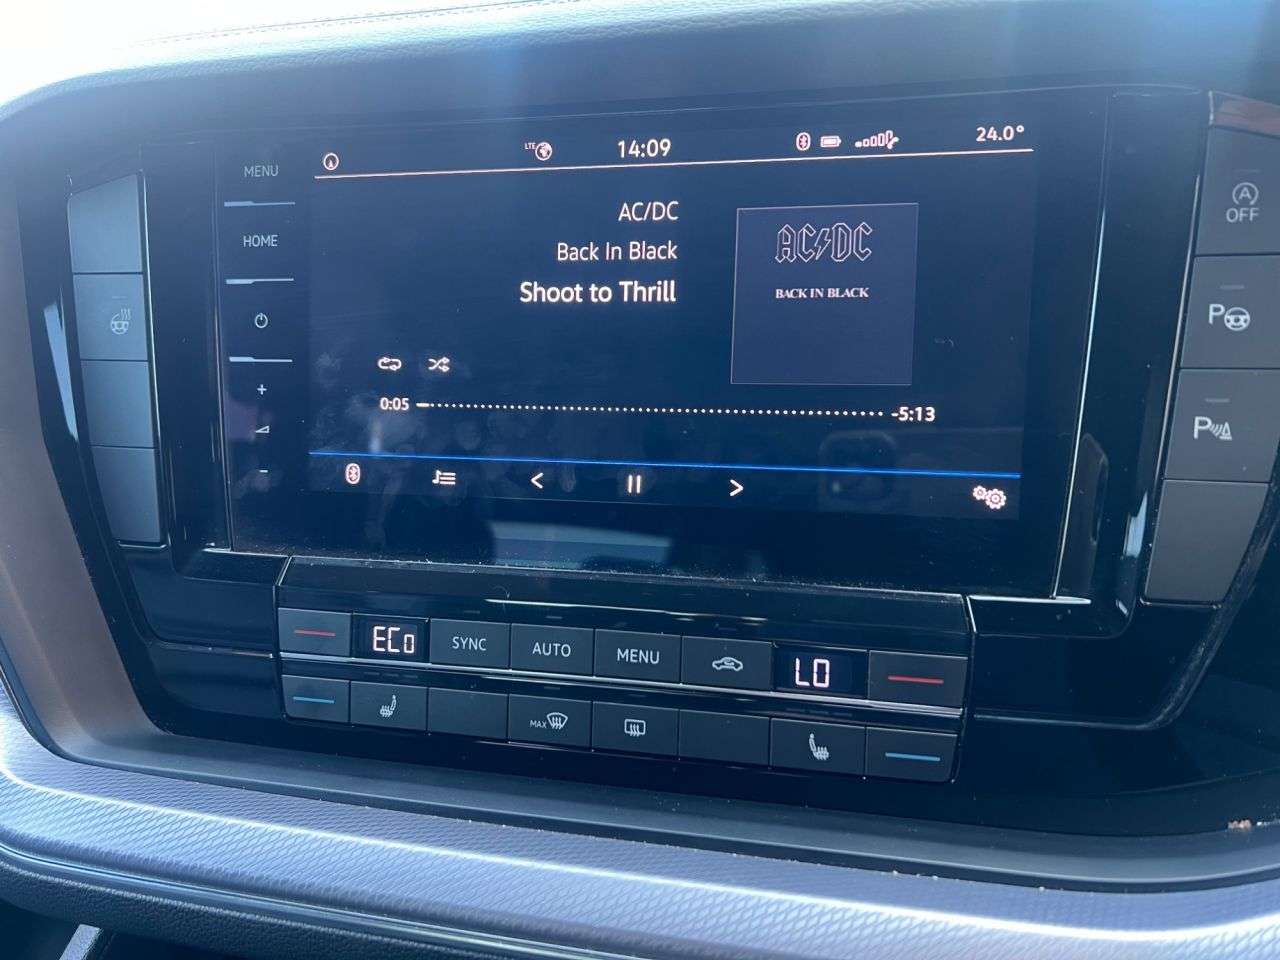 MENU
LTE
14:09
24.0°
HOME
AC/DC
Back In Black
Shoot to Thrill
AC/DC
BACK IN BLACK
0:05
-5:13
+
-
A
OFF
P
P
ECO
SYNC
AUTO
MENU
LO
MAX